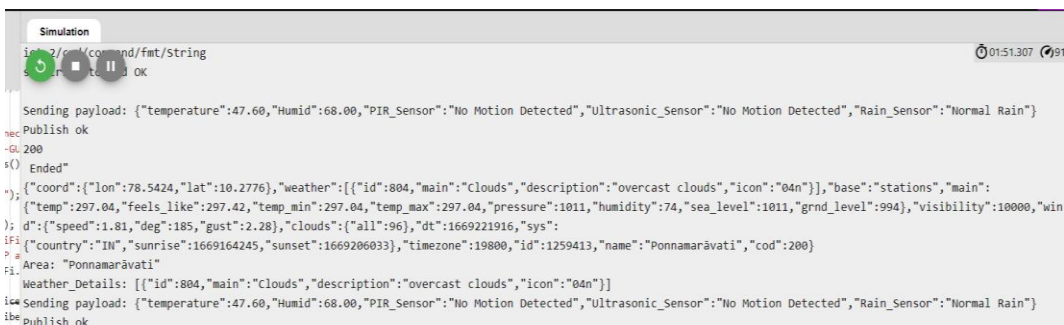 Simulation
01:51.307 91
OK
Sending payload: {"temperature":47.60,"Humid":68.00,"PIR_Sensor":"No Motion Detected","Ultrasonic_Sensor":"No Motion Detected","Rain_Sensor":"Normal Rain"}
Publish ok
200
Ended"
{"coord":{"lon":78.5424,"lat":10.2776},"weather":[{"id":804,"main":"Clouds","description":"overcast clouds","icon":"04n"}],"base":"stations","main":
{"temp":297.04,"feels_like":297.42,"temp_min":297.04,"temp_max":297.04,"pressure":1011,"humidity":74,"sea_level":1011,"grnd_level":994},"visibility":10000,"win
d":{"speed":1.81,"deg":185,"gust":2.28},"clouds":{"all":96},"dt":1669221916,"sys":
{"country":"IN","sunrise":1669164245,"sunset":1669206033},"timezone":19800,"id":1259413,"name":"Ponnamarāvati","cod":200}
Area: "Ponnamarāvati"
Weather_Details: [{"id":804,"main":"Clouds","description":"overcast clouds","icon":"04n"}]
Sending payload: {"temperature":47.60,"Humid":68.00,"PIR_Sensor":"No Motion Detected","Ultrasonic_Sensor":"No Motion Detected","Rain_Sensor":"Normal Rain"}
Publish ok